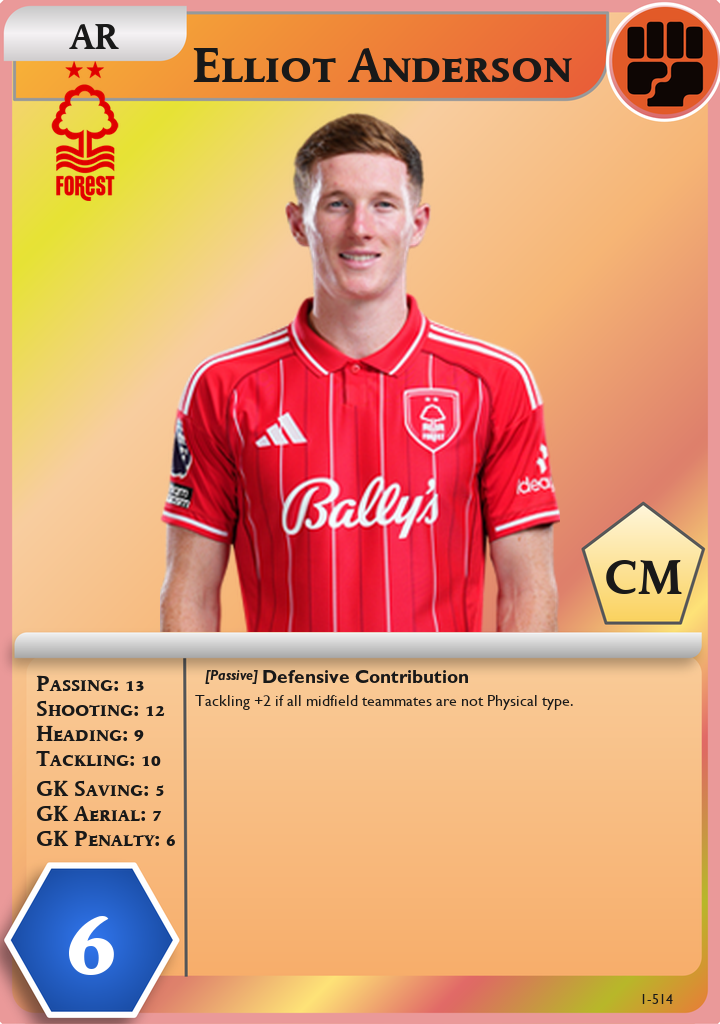 AR
Elliot Anderson
FOREST
Bally's
CM
Passing: 13
Shooting: 12
Heading: 9
Tackling: 10
GK Saving: 5
GK Aerial: 7
GK Penalty: 6
[Passive] Defensive Contribution
Tackling +2 if all midfield teammates are not Physical type.
6
1-514